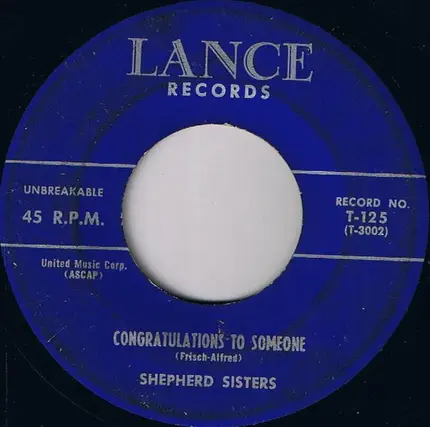 LANCE
RECORDS
UNBREAKABLE
45 R.P.M.
RECORD NO.
T-125
(T-3002)
United Music Corp.
(ASCAP)
CONGRATULATIONS TO SOMEONE
(Frisch-Alfred)
SHEPHERD SISTERS